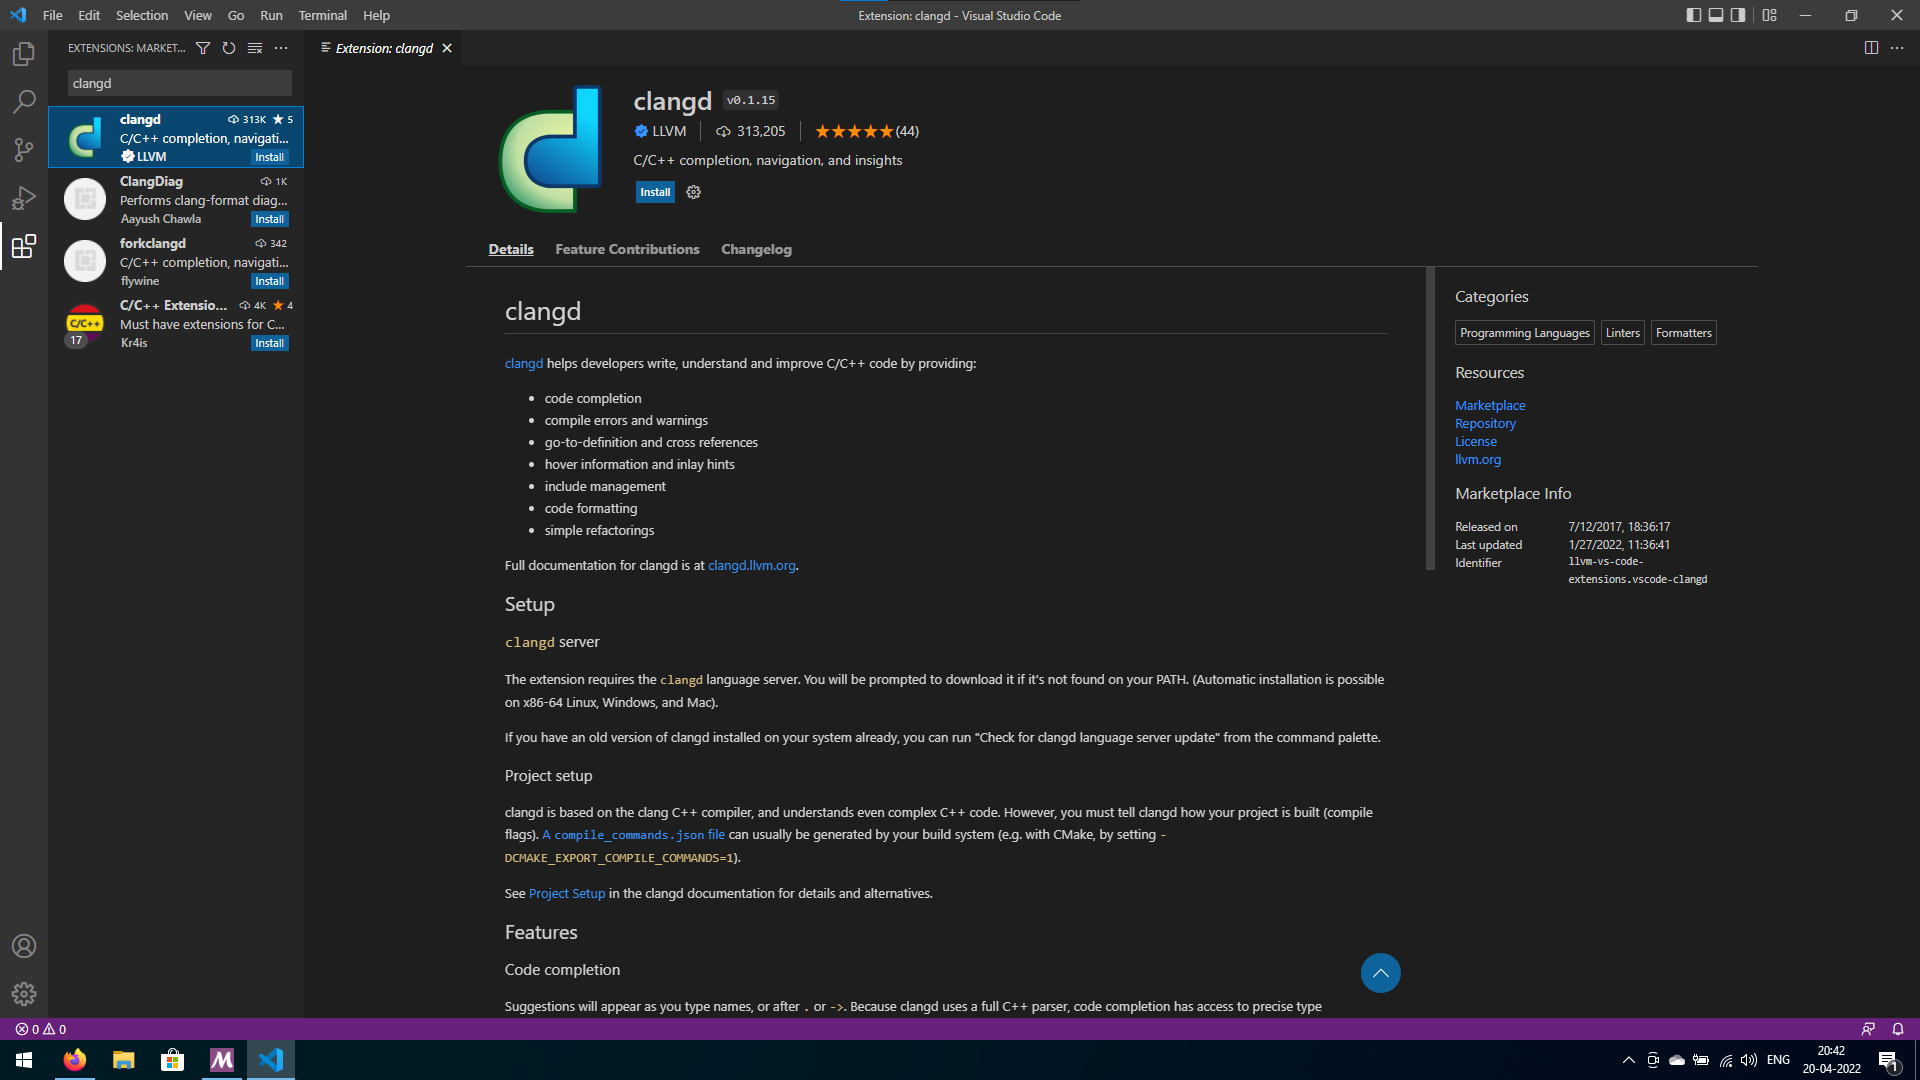 File Edit Selection View Go Run Terminal Help
Extension: clangd - Visual Studio Code
EXTENSIONS: MARKET...
Extension: clangd
clangd
clangd 313K 5
C/C++ completion, navigati...
LLVM Install
ClangDiag 1K
Performs clang-format diag...
Aayush Chawla Install
forkclangd 342
C/C++ completion, navigati...
flywine Install
C/C++ Extensio... 4K 4
C/C++
Must have extensions for C...
17
Kr4is Install
clangd v0.1.15
LLVM 313,205 (44)
C/C++ completion, navigation, and insights
Install
Details Feature Contributions Changelog
clangd
clangd helps developers write, understand and improve C/C++ code by providing:
• code completion
• compile errors and warnings
• go-to-definition and cross references
• hover information and inlay hints
• include management
• code formatting
• simple refactorings
Full documentation for clangd is at clangd.llvm.org.
Setup
clangd server
The extension requires the clangd language server. You will be prompted to download it if it's not found on your PATH. (Automatic installation is possible
on x86-64 Linux, Windows, and Mac).
If you have an old version of clangd installed on your system already, you can run "Check for clangd language server update" from the command palette.
Project setup
clangd is based on the clang C++ compiler, and understands even complex C++ code. However, you must tell clangd how your project is built (compile
flags). A compile_commands.json file can usually be generated by your build system (e.g. with CMake, by setting -
DCMAKE_EXPORT_COMPILE_COMMANDS=1).
See Project Setup in the clangd documentation for details and alternatives.
Features
Code completion
Suggestions will appear as you type names, or after . or ->. Because clangd uses a full C++ parser, code completion has access to precise type
Categories
Programming Languages Linters Formatters
Resources
Marketplace
Repository
License
llvm.org
Marketplace Info
Released on 7/12/2017, 18:36:17
Last updated 1/27/2022, 11:36:41
Identifier llvm-vs-code-
extensions.vscode-clangd
0 0
ENG
20:42
20-04-2022
1